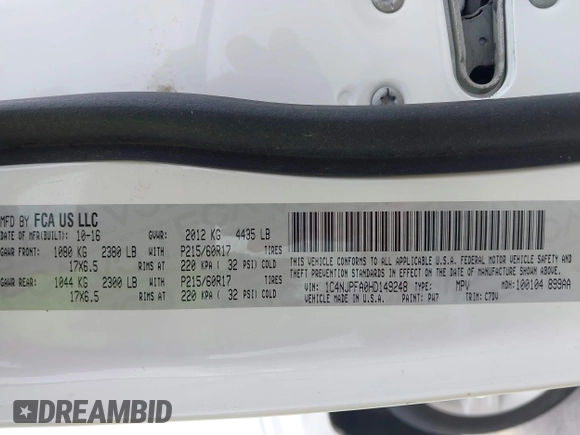 MFD BY FCA US LLC
DATE OF MFR(BUILT): 10-16 GVWR: 2012 KG 4435 LB
GAWR FRONT: 1080 KG 2380 LB WITH P215/60R17 TIRES
17X6.5 RIMS AT 220 KPA ( 32 PSI) COLD
GAWR REAR: 1044 KG 2300 LB WITH P215/60R17 TIRES
17X6.5 RIMS AT 220 KPA ( 32 PSI) COLD
THIS VEHICLE CONFORMS TO ALL APPLICABLE U.S.A. FEDERAL MOTOR VEHICLE SAFETY AND
THEFT PREVENTION STANDARDS IN EFFECT ON THE DATE OF MANUFACTURE SHOWN ABOVE.
VIN: 1C4NJPFA0HD149248 TYPE: MPV MDH: 100104 899AA
VEHICLE MADE IN U.S.A. PAINT: PW7 TRIM: C7DV
DREAMBID